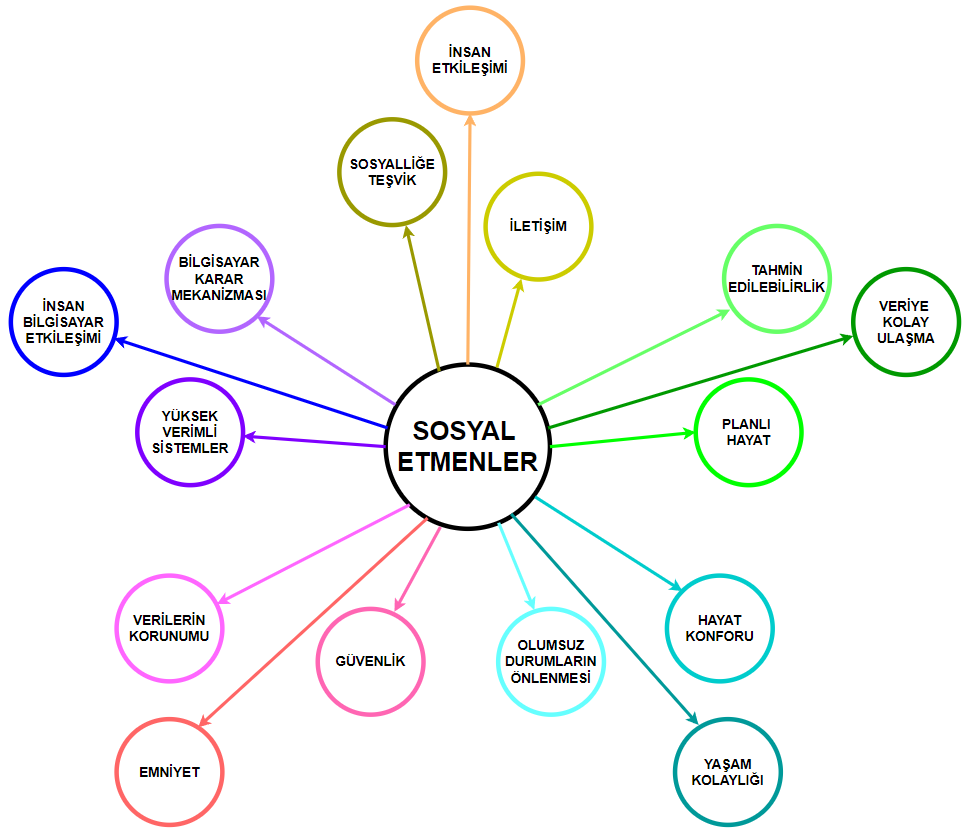 İNSAN
ETKİLEŞİMİ
SOSYALLİĞE
TEŞVİK
İLETİŞİM
BİLGİSAYAR
KARAR
MEKANİZMASI
TAHMİN
EDİLEBİLİRLİK
İNSAN
BİLGİSAYAR
ETKİLEŞİMİ
VERİYE
KOLAY
ULAŞMA
YÜKSEK
VERİMLİ
SİSTEMLER
SOSYAL
ETMENLER
PLANLI
HAYAT
VERİLERİN
KORUNUMU
GÜVENLİK
OLUMSUZ
DURUMLARIN
ÖNLENMESİ
HAYAT
KONFORU
EMNİYET
YAŞAM
KOLAYLIĞI